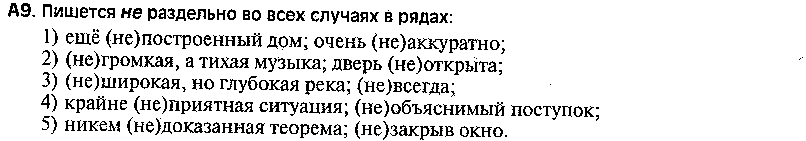 А9. Пишется не раздельно во всех случаях в рядах:
1) ещё (не)построенный дом; очень (не)аккуратно;
2) (не)громкая, а тихая музыка; дверь (не)открыта;
3) (не)широкая, но глубокая река; (не)всегда;
4) крайне (не)приятная ситуация; (не)объяснимый поступок;
5) никем (не)доказанная теорема; (не)закрыв окно.